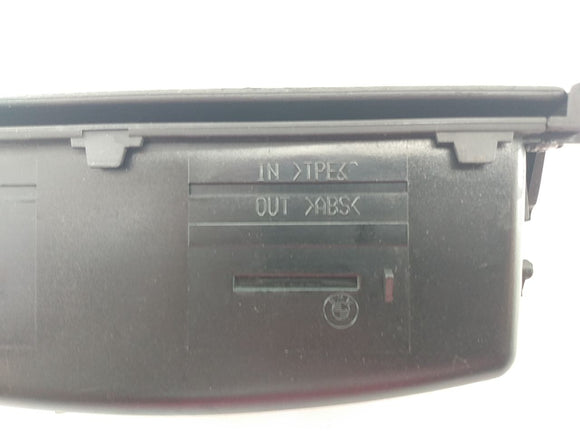 IN >TPE<
OUT >ABS<